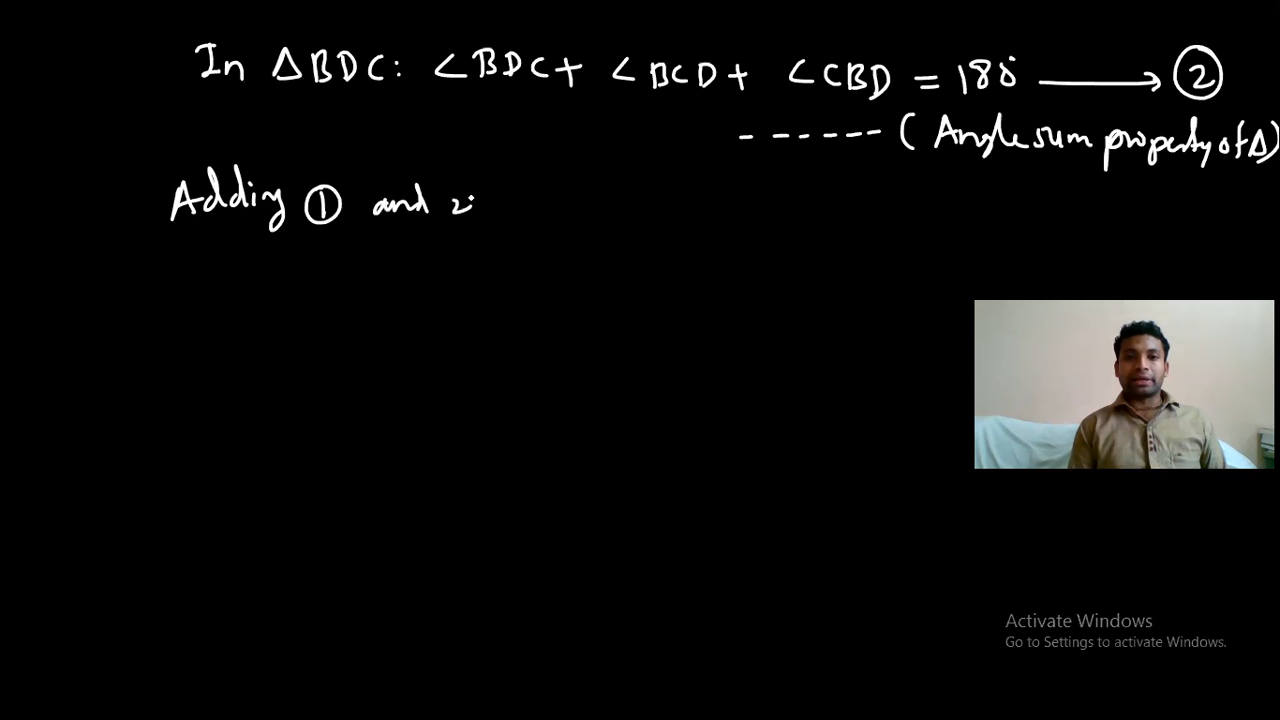 In ΔBDC: ∠BDC + ∠BCD + ∠CBD = 180° ⟶ ②
------ (Angle sum property of Δ)
Adding ① and 2
Activate Windows
Go to Settings to activate Windows.